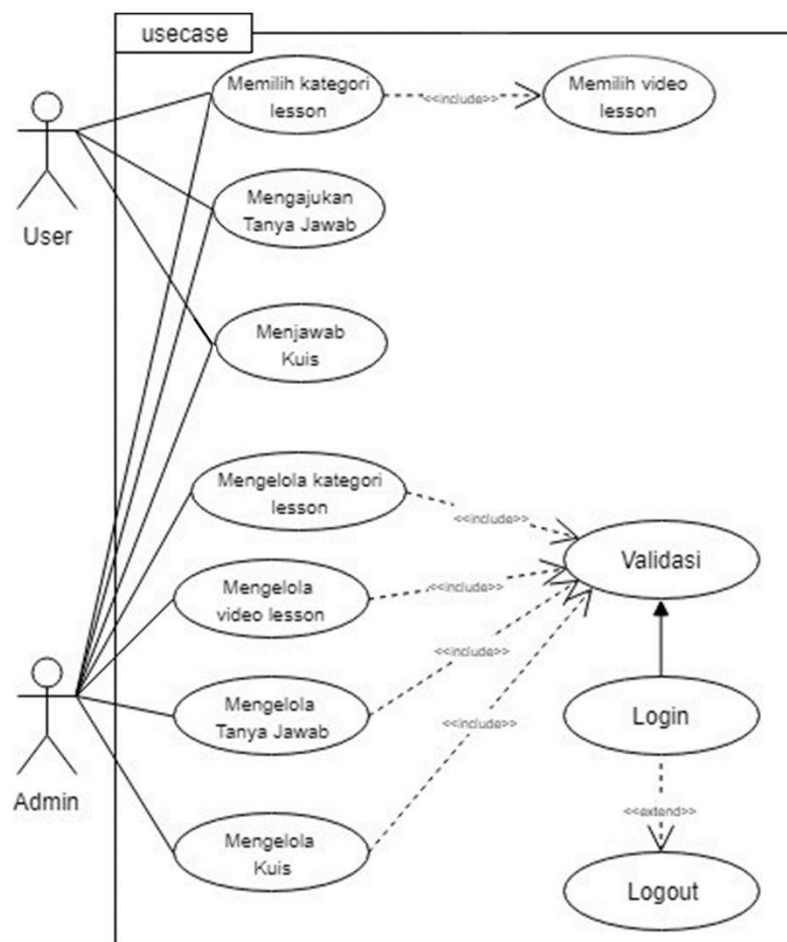 usecase
Memilih kategori
lesson
<<include>>
Memilih video
lesson
User
Mengajukan
Tanya Jawab
Menjawab
Kuis
Mengelola kategori
lesson
<<include>>
Validasi
Mengelola
video lesson
<<include>>
<<include>>
Mengelola
Tanya Jawab
Login
<<include>>
Admin
<<extend>>
Mengelola
Kuis
Logout